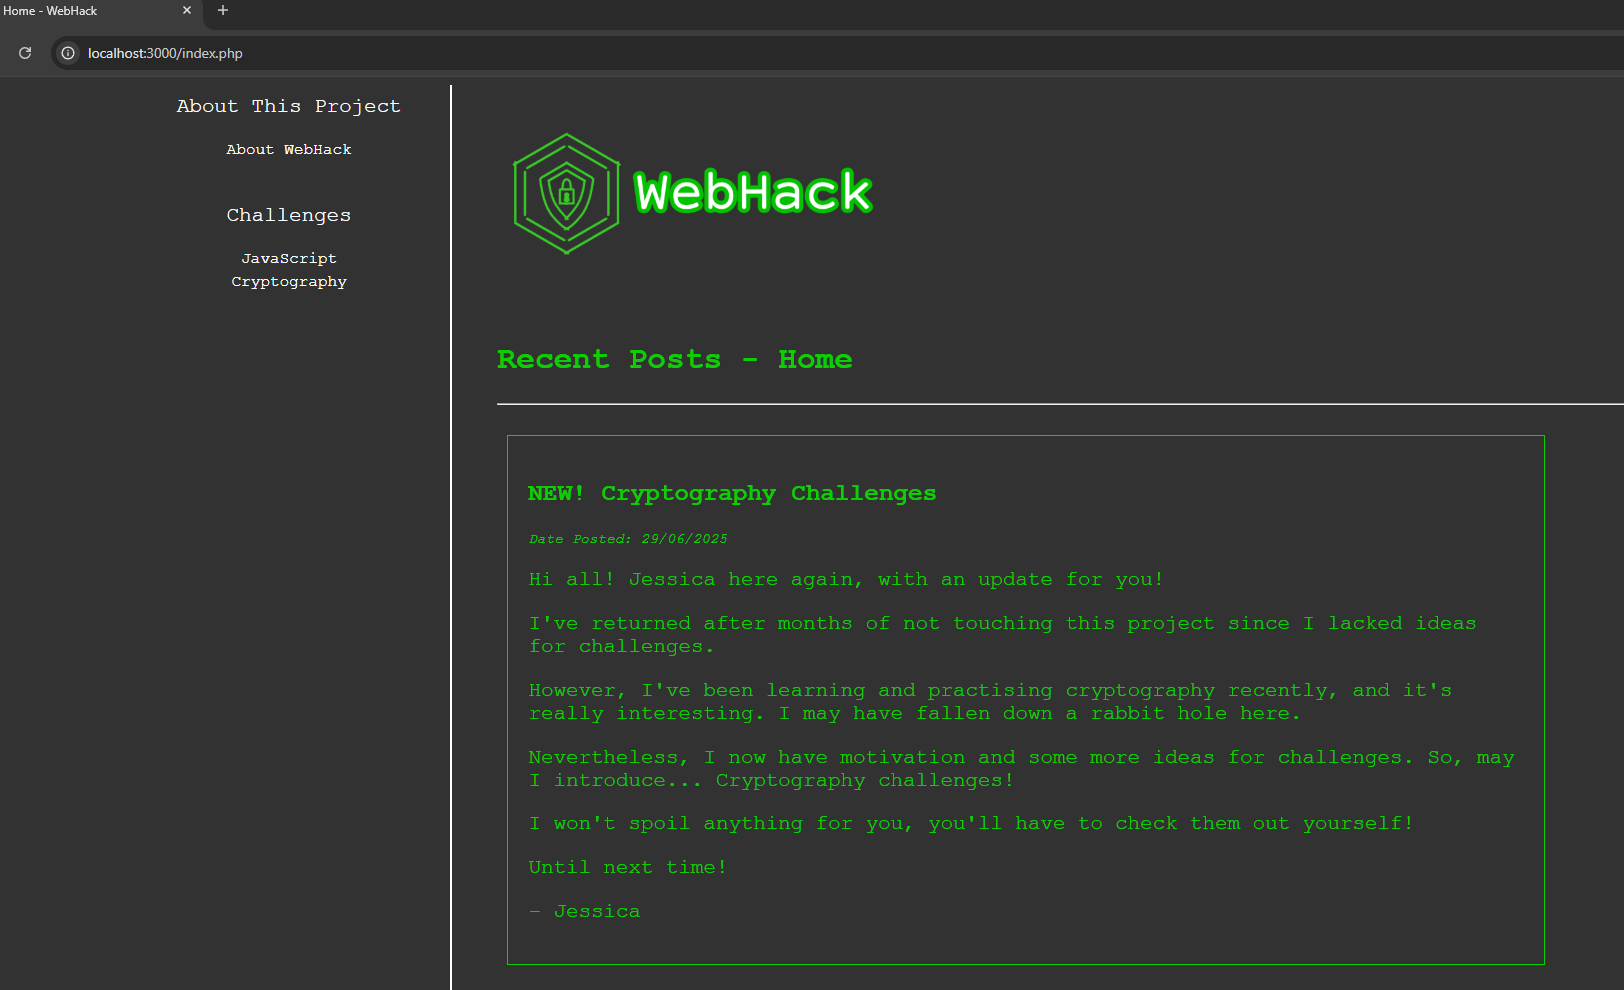 Home - WebHack
localhost:3000/index.php
About This Project
About WebHack
Challenges
JavaScript
Cryptography
WebHack
Recent Posts - Home
NEW! Cryptography Challenges
Date Posted: 29/06/2025
Hi all! Jessica here again, with an update for you!
I've returned after months of not touching this project since I lacked ideas
for challenges.
However, I've been learning and practising cryptography recently, and it's
really interesting. I may have fallen down a rabbit hole here.
Nevertheless, I now have motivation and some more ideas for challenges. So, may
I introduce... Cryptography challenges!
I won't spoil anything for you, you'll have to check them out yourself!
Until next time!
- Jessica